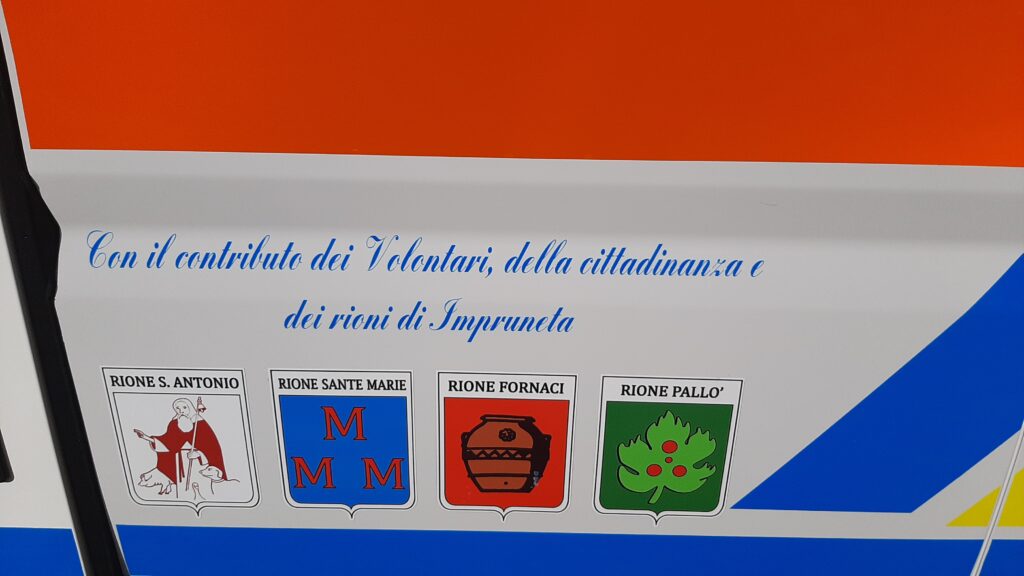 Con il contributo dei Volontari, della cittadinanza e
dei rioni di Impruneta
RIONE S. ANTONIO
RIONE SANTE MARIE
RIONE FORNACI
RIONE PALLO'
M
M M